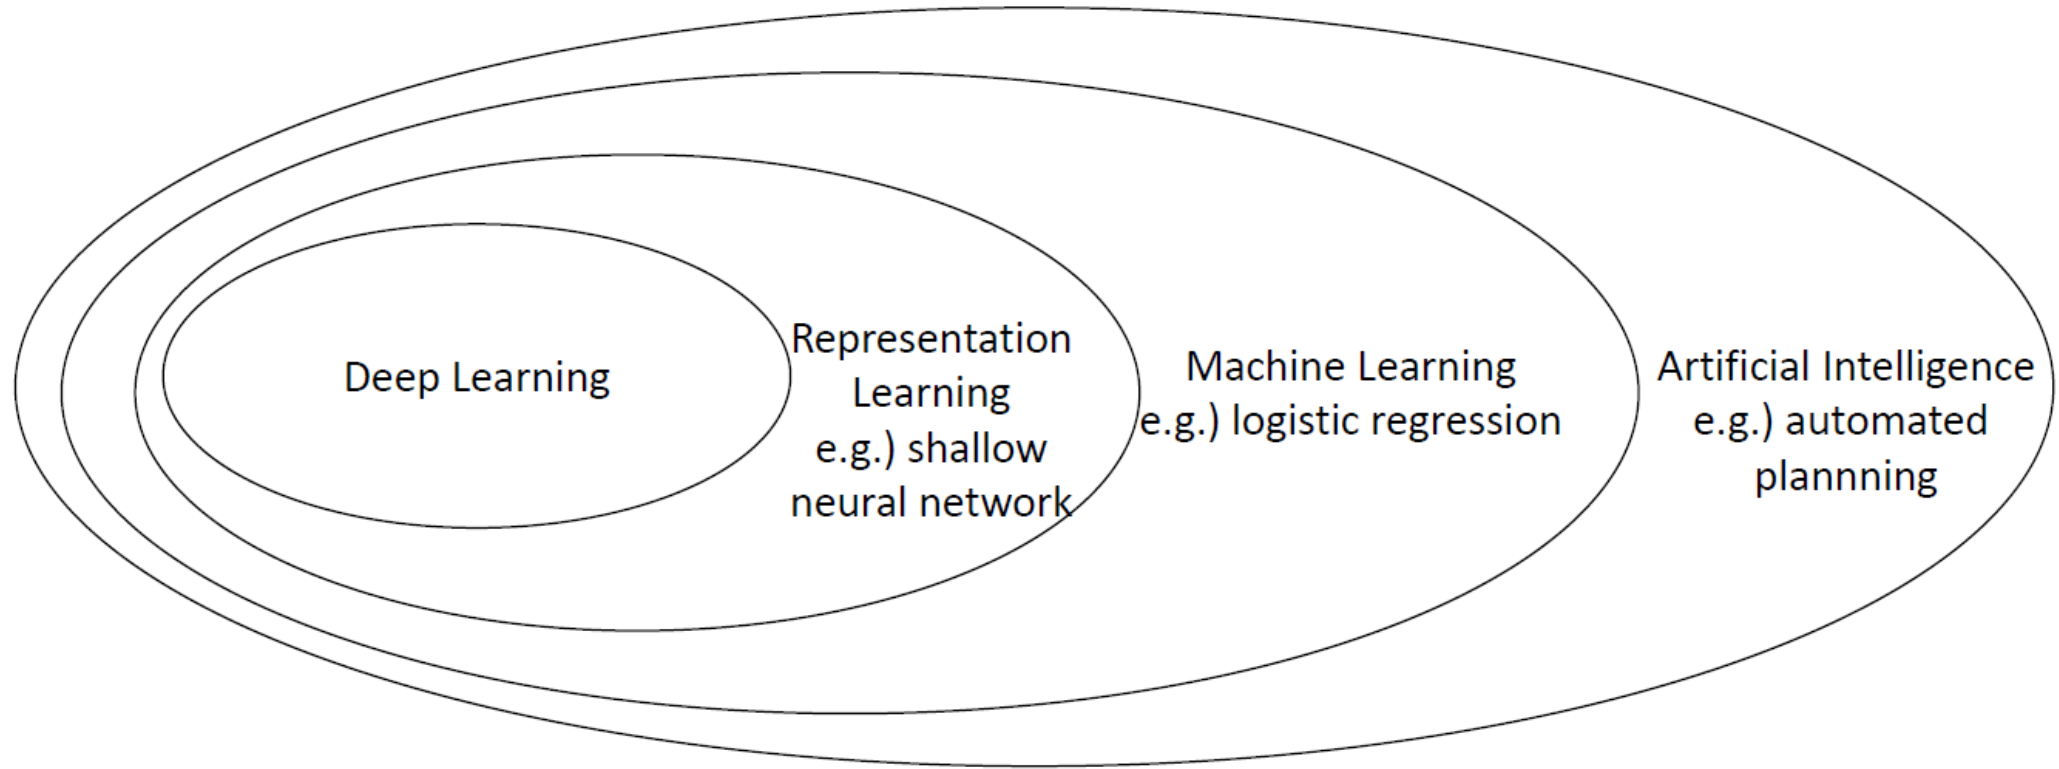 Deep Learning
Representation
Learning
e.g.) shallow
neural network
Machine Learning
e.g.) logistic regression
Artificial Intelligence
e.g.) automated
plannning